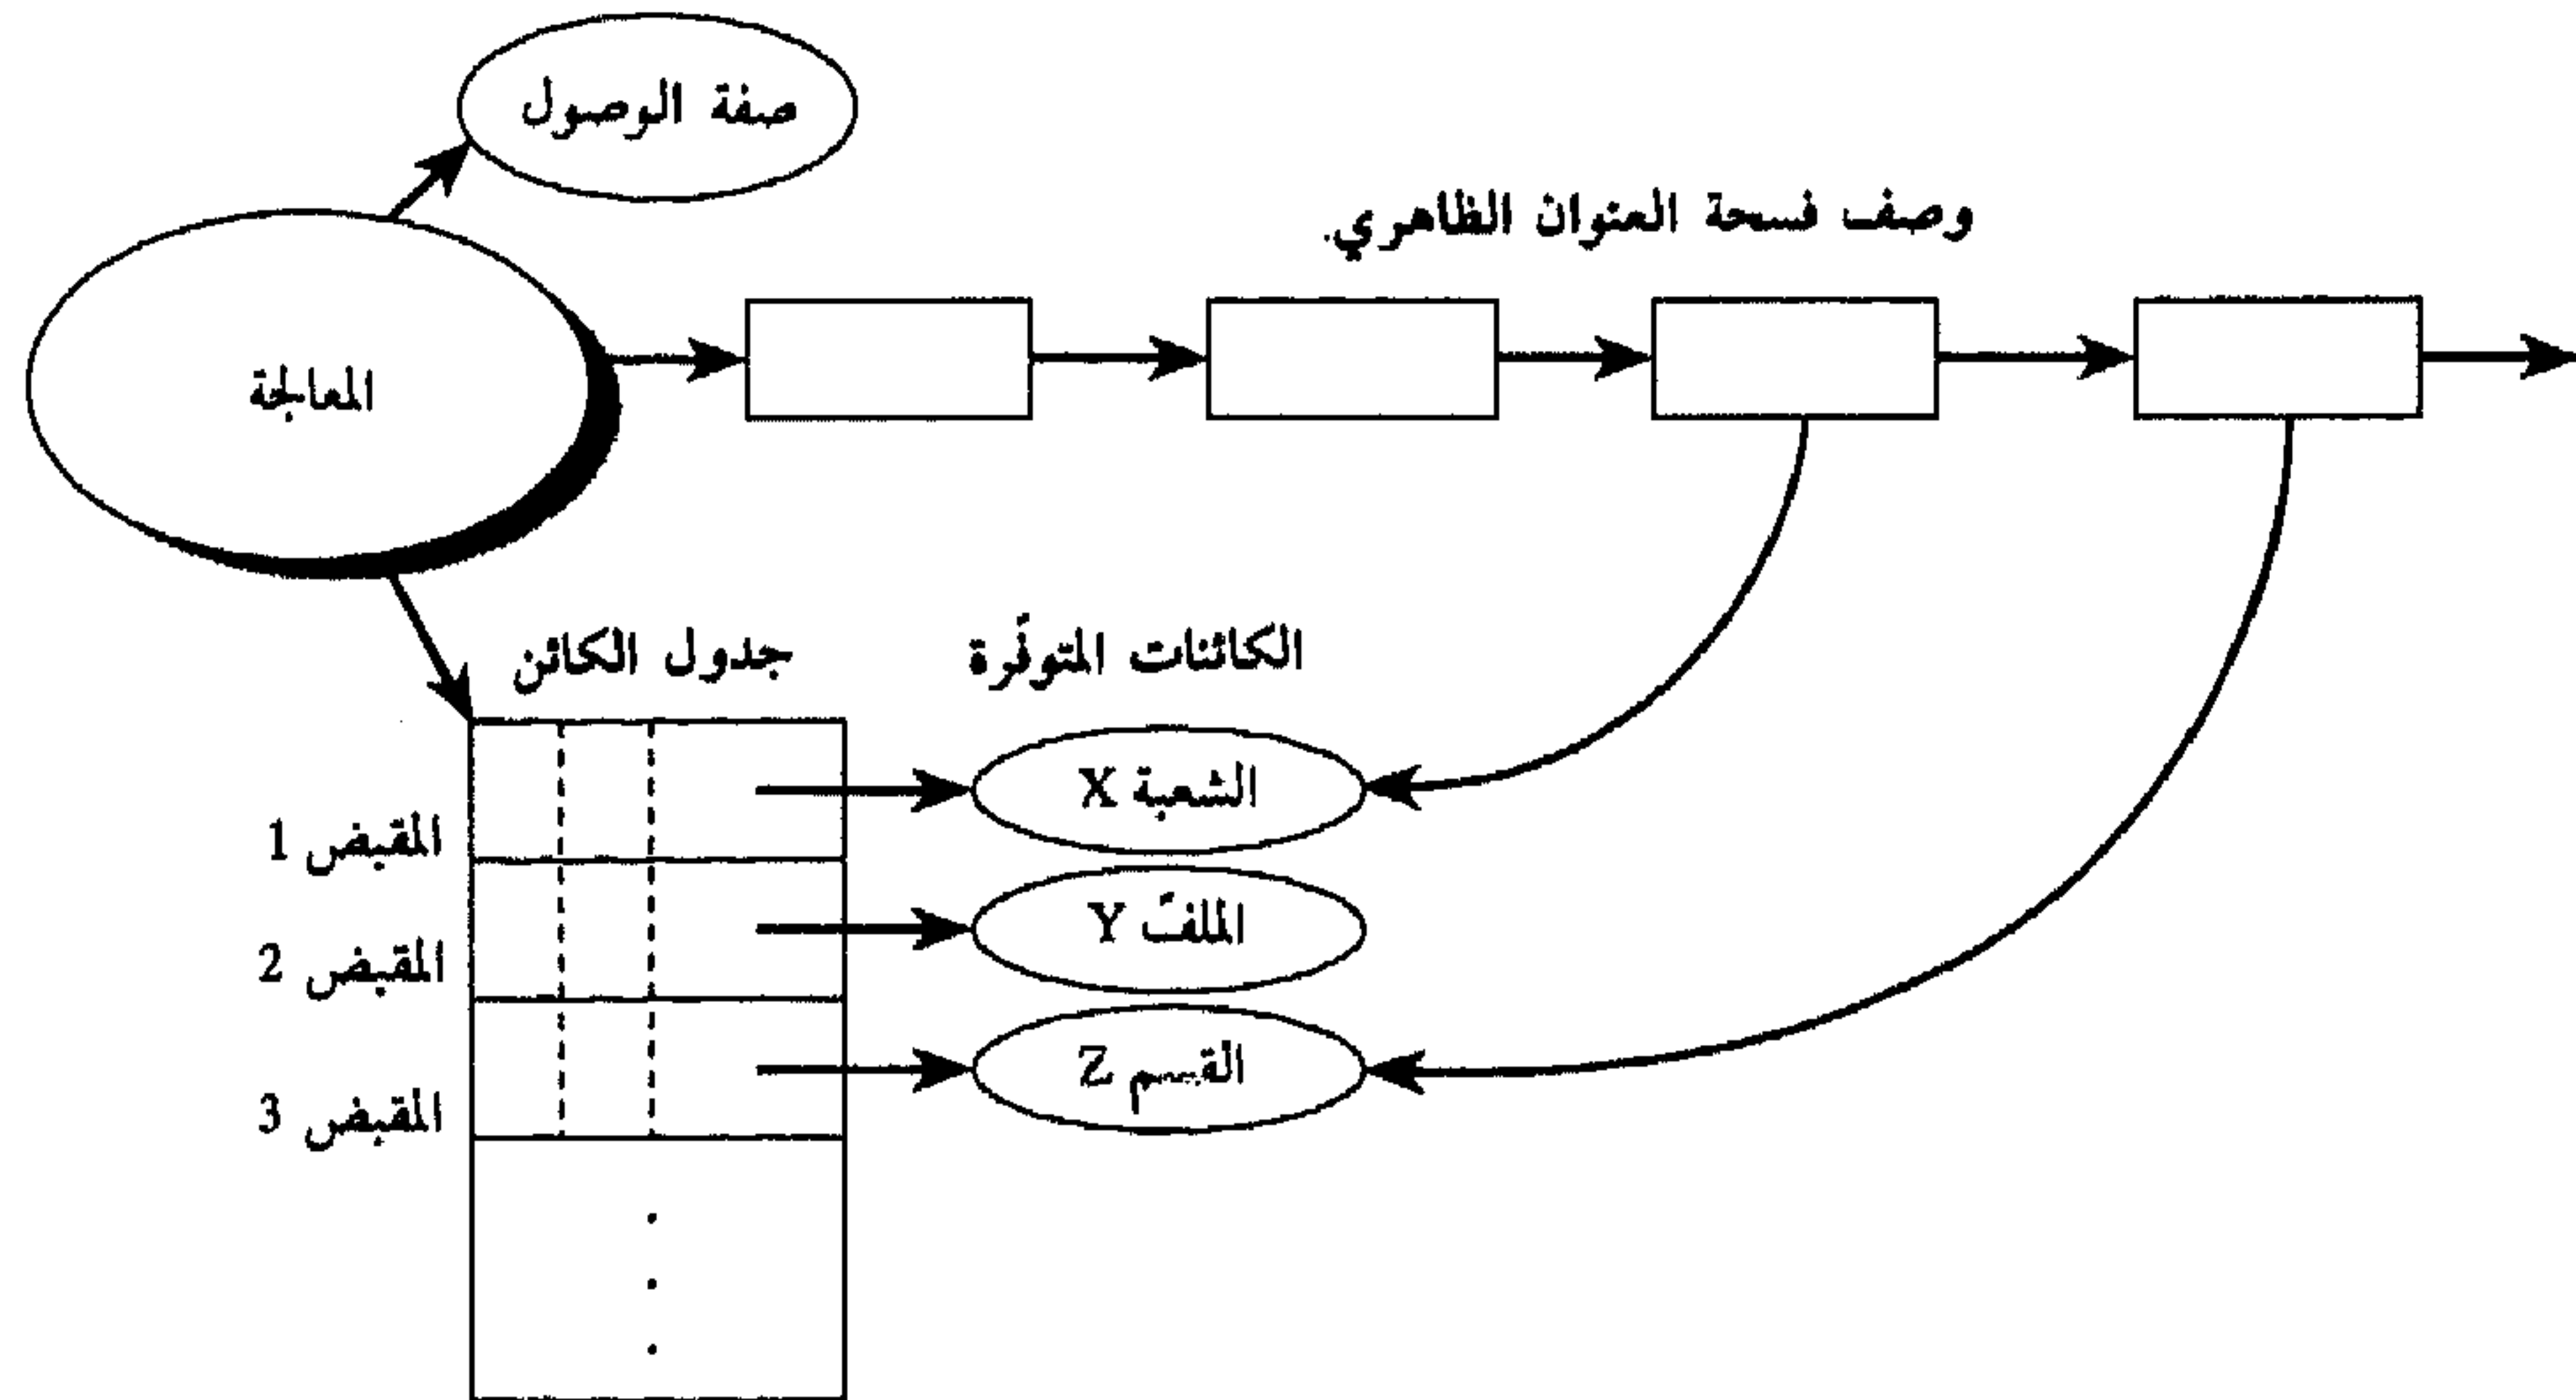 صفة الوصول
وصف فسحة العنوان الظاهري.
المعالجة
جدول الكائن
الكائنات المتوفّرة
الشعبة X
المقبض 1
الملفّ Y
المقبض 2
القسم Z
المقبض 3